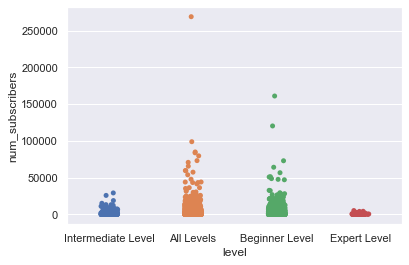 250000
200000
150000
100000
50000
0
num_subscribers
Intermediate Level All Levels Beginner Level Expert Level
level